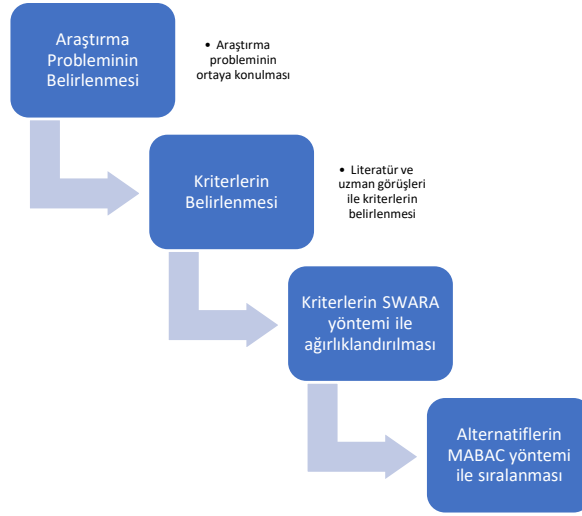 Araştırma
Probleminin
Belirlenmesi
• Araştırma
probleminin
ortaya konulması
Kriterlerin
Belirlenmesi
• Literatür ve
uzman görüşleri
ile kriterlerin
belirlenmesi
Kriterlerin SWARA
yöntemi ile
ağırlıklandırılması
Alternatiflerin
MABAC yöntemi
ile sıralanması